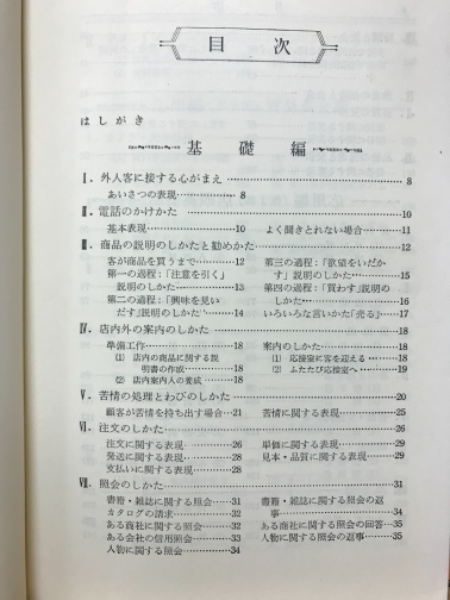 目次
はしがき
基礎編
Ⅰ. 外人客に接する心がまえ……8
あいさつの表現……8
Ⅱ. 電話のかけかた……10
基本表現……10
よく聞きとれない場合……11
Ⅲ. 商品の説明のしかたと勧めかた……12
客が商品を買うまで……12
第一の過程:「注意を引く」
説明のしかた……13
第二の過程:「興味を見い
だす」説明のしかた……14
第三の過程:「欲望をいだか
す」説明のしかた……15
第四の過程:「買わす」説明の
しかた……16
いろいろな言いかた「売る」……17
Ⅳ. 店内外の案内のしかた……18
準備工作……18
⑴ 店内の商品に関する説
明書の作成……18
⑵ 店内案内人の養成……18
案内のしかた……18
⑴ 応接室に客を迎える……18
⑵ ふたたび応接室へ……19
Ⅴ. 苦情の処理とわびのしかた……20
顧客が苦情を持ち出す場合…21
苦情に関する表現……25
Ⅵ. 注文のしかた……26
注文に関する表現……26
発送に関する表現……28
支払いに関する表現……28
単価に関する表現……29
見本・品質に関する表現……29
Ⅶ. 照会のしかた……31
書籍・雑誌に関する照会……31
カタログの請求……32
ある商社に関する照会……32
ある会社の信用照会……33
人物に関する照会……34
書籍・雑誌に関する照会の返
事……34
ある商社に関する照会の回答…35
人物に関する照会の返事……35